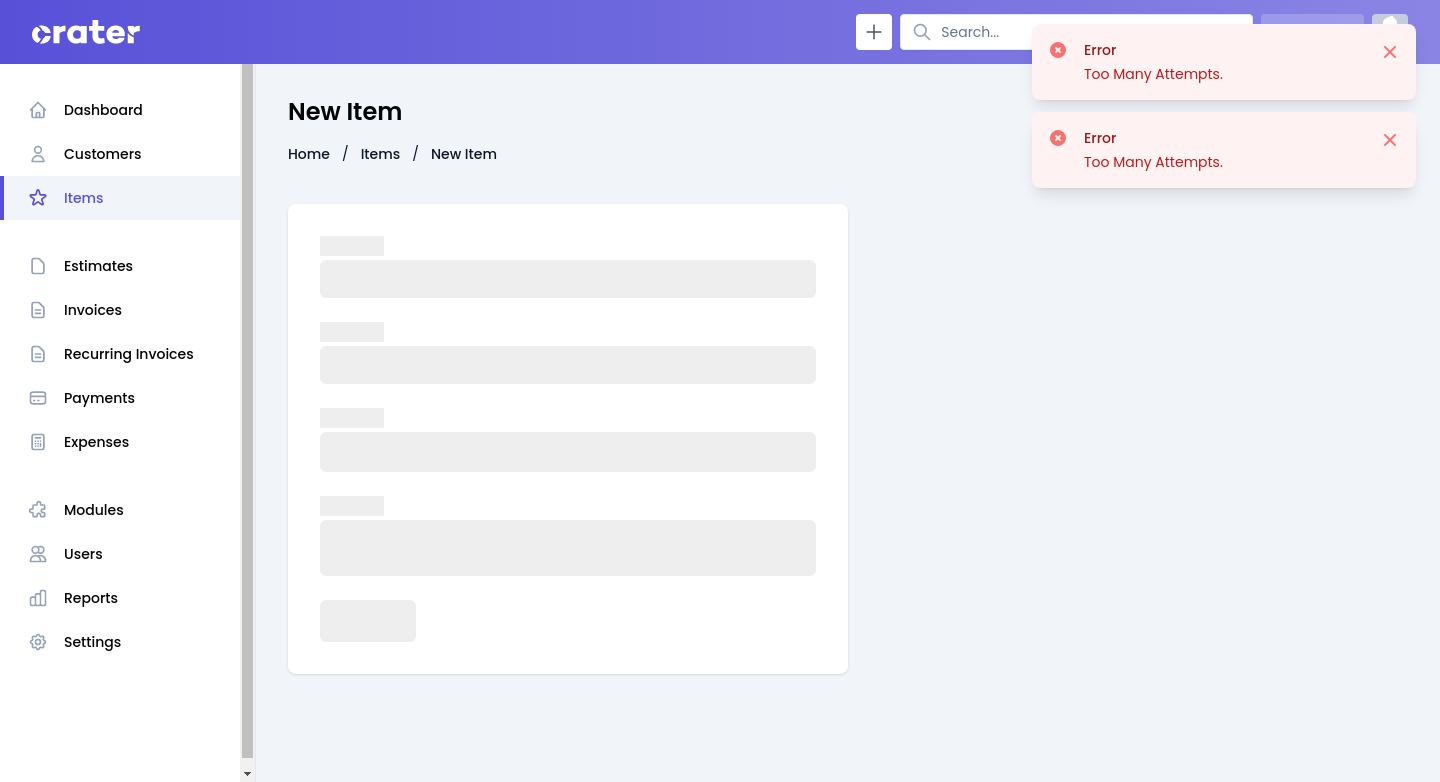 crater
Search...
Error
Too Many Attempts.
Error
Too Many Attempts.
Dashboard
Customers
Items
Estimates
Invoices
Recurring Invoices
Payments
Expenses
Modules
Users
Reports
Settings
New Item
Home / Items / New Item